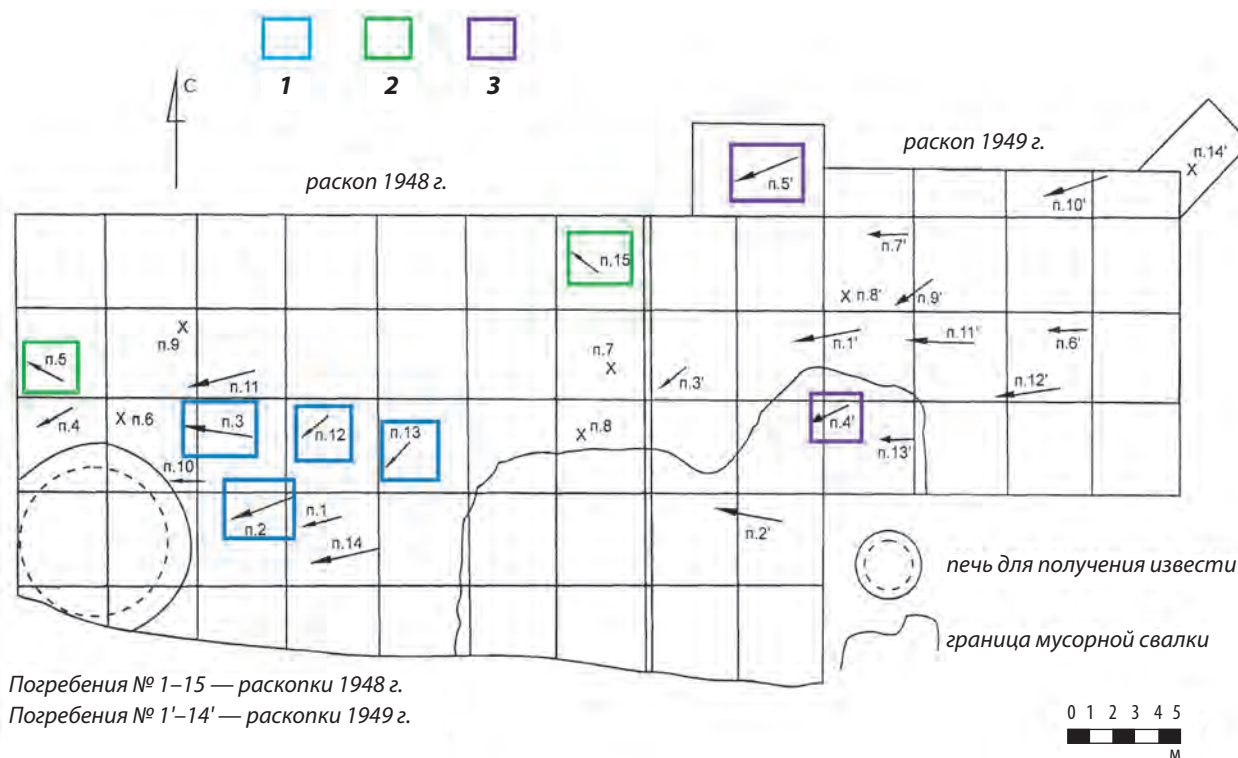 1 2 3
С
раскоп 1948 г.
раскоп 1949 г.
п.14'
п.5'
п.10'
п.15
п.7'
п.8'
п.9'
п.9
п.7
п.1'
п.11'
п.6'
п.5
п.11
п.3'
п.12'
п.4
п.6
п.3
п.12
п.13
п.8
п.4'
п.13'
п.10
п.2
п.1
п.14
п.2'
печь для получения извести
граница мусорной свалки
Погребения № 1–15 — раскопки 1948 г.
Погребения № 1'–14' — раскопки 1949 г.
0 1 2 3 4 5
м